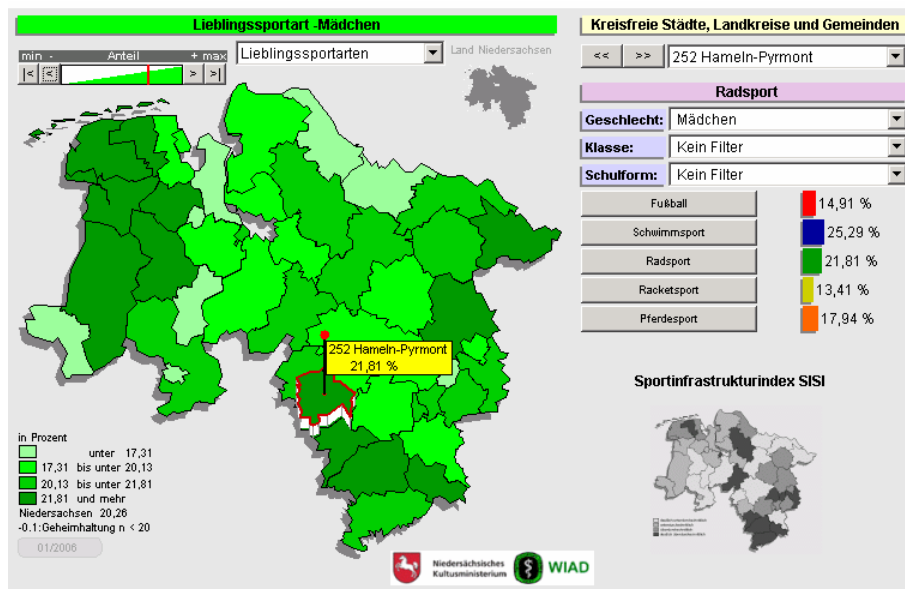 Lieblingssportart -Mädchen
min - Anteil + max
|< < > >|
Lieblingssportarten
Land Niedersachsen
Kreisfreie Städte, Landkreise und Gemeinden
<< >> 252 Hameln-Pyrmont
Radsport
Geschlecht: Mädchen
Klasse: Kein Filter
Schulform: Kein Filter
Fußball 14,91 %
Schwimmsport 25,29 %
Radsport 21,81 %
Racketsport 13,41 %
Pferdesport 17,94 %
252 Hameln-Pyrmont
21,81 %
Sportinfrastrukturindex SISI
in Prozent
unter 17,31
17,31 bis unter 20,13
20,13 bis unter 21,81
21,81 und mehr
Niedersachsen 20,26
-0.1:Geheimhaltung n < 20
01/2006
Niedersächsisches
Kultusministerium
WIAD